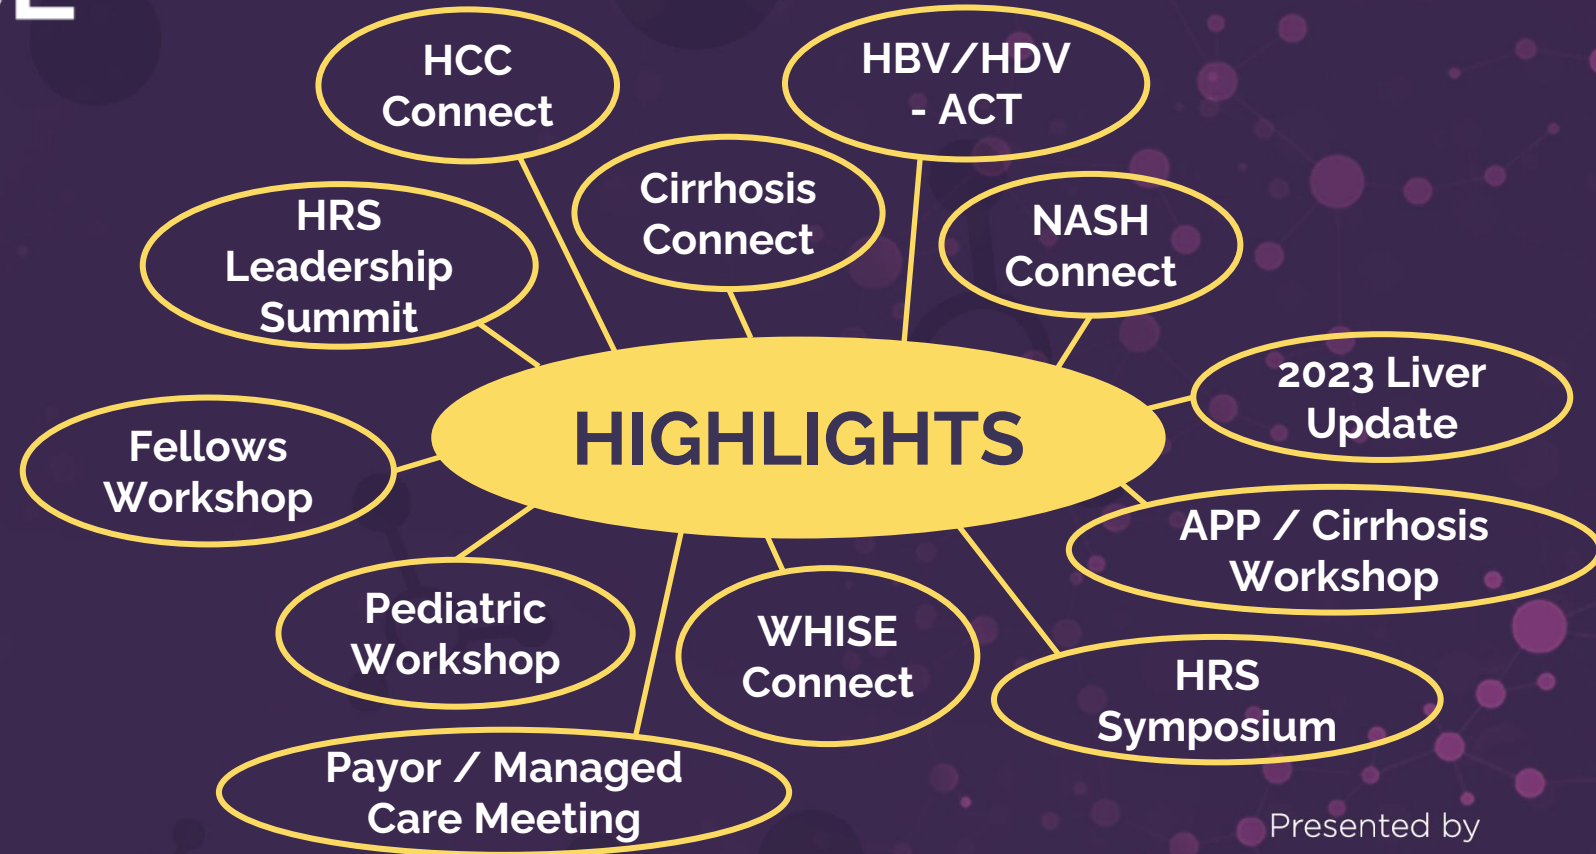 HCC
Connect
HBV/HDV
- ACT
Cirrhosis
Connect
NASH
Connect
HRS
Leadership
Summit
HIGHLIGHTS
2023 Liver
Update
Fellows
Workshop
APP / Cirrhosis
Workshop
Pediatric
Workshop
WHISE
Connect
HRS
Symposium
Payor / Managed
Care Meeting
Presented by